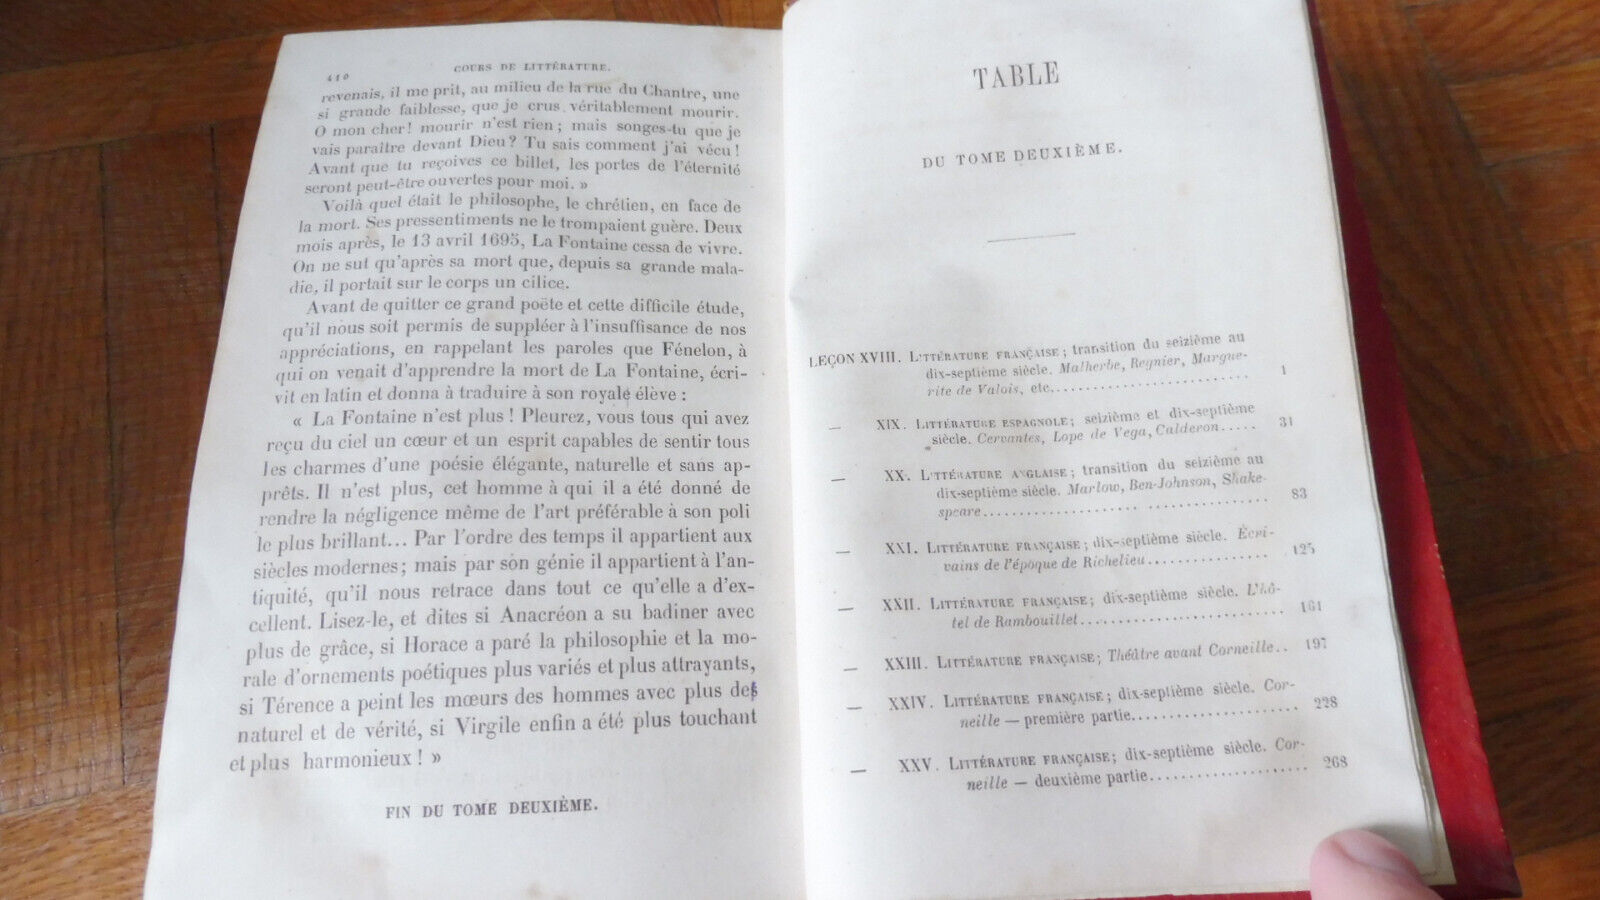 410 COURS DE LITTÉRATURE.
revenais, il me prit, au milieu de la rue du Chantre, une
si grande faiblesse, que je crus véritablement mourir.
O mon cher! mourir n'est rien; mais songes-tu que je
vais paraître devant Dieu? Tu sais comment j'ai vécu!
Avant que tu reçoives ce billet, les portes de l'éternité
seront peut-être ouvertes pour moi. »
Voilà quel était le philosophe, le chrétien, en face de
la mort. Ses pressentiments ne le trompaient guère. Deux
mois après, le 13 avril 1695, La Fontaine cessa de vivre.
On ne sut qu'après sa mort que, depuis sa grande mala-
die, il portait sur le corps un cilice.
Avant de quitter ce grand poëte et cette difficile étude,
qu'il nous soit permis de suppléer à l'insuffisance de nos
appréciations, en rappelant les paroles que Fénelon, à
qui on venait d'apprendre la mort de La Fontaine, écri-
vit en latin et donna à traduire à son royale élève :
« La Fontaine n'est plus! Pleurez, vous tous qui avez
reçu du ciel un cœur et un esprit capables de sentir tous
les charmes d'une poésie élégante, naturelle et sans ap-
prêts. Il n'est plus, cet homme à qui il a été donné de
rendre la négligence même de l'art préférable à son poli
le plus brillant... Par l'ordre des temps il appartient aux
siècles modernes; mais par son génie il appartient à l'an-
tiquité, qu'il nous retrace dans tout ce qu'elle a d'ex-
cellent. Lisez-le, et dites si Anacréon a su badiner avec
plus de grâce, si Horace a paré la philosophie et la mo-
rale d'ornements poétiques plus variés et plus attrayants,
si Térence a peint les mœurs des hommes avec plus de
naturel et de vérité, si Virgile enfin a été plus touchant
et plus harmonieux! »
FIN DU TOME DEUXIÈME.
TABLE
DU TOME DEUXIÈME.
LEÇON XVIII. LITTÉRATURE FRANÇAISE; transition du seizième au
dix-septième siècle. Malherbe, Regnier, Margue-
rite de Valois, etc. . . . . . . . . . . 1
— XIX. LITTÉRATURE ESPAGNOLE; seizième et dix-septième
siècle. Cervantes, Lope de Vega, Calderon..... 31
— XX. LITTÉRATURE ANGLAISE; transition du seizième au
dix-septième siècle. Marlow, Ben-Johnson, Shake-
speare. . . . . . . . . . . 83
— XXI. LITTÉRATURE FRANÇAISE; dix-septième siècle. Écri-
vains de l'époque de Richelieu. . . . . . . . 125
— XXII. LITTÉRATURE FRANÇAISE; dix-septième siècle. L'hô-
tel de Rambouillet. . . . . . . . . . 161
— XXIII. LITTÉRATURE FRANÇAISE; Théâtre avant Corneille.. 197
— XXIV. LITTÉRATURE FRANÇAISE; dix-septième siècle. Cor-
neille — première partie. . . . . . . . . 228
— XXV. LITTÉRATURE FRANÇAISE; dix-septième siècle. Cor-
neille — deuxième partie. . . . . . . . . 268